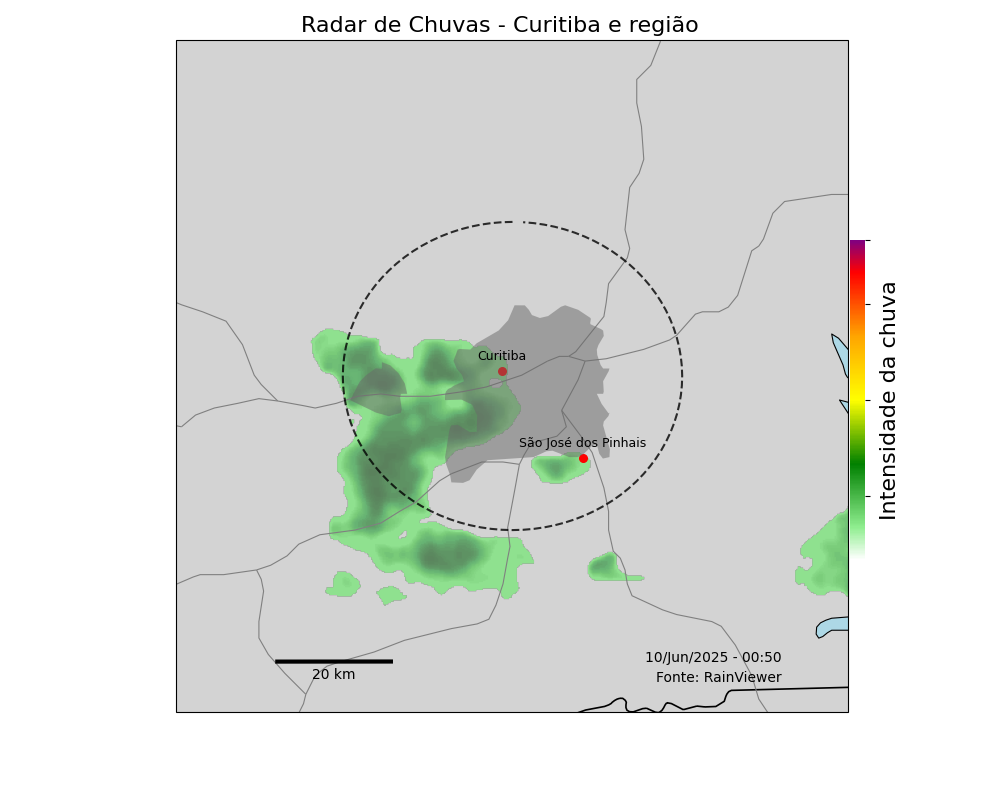 Radar de Chuvas - Curitiba e região
Curitiba
São José dos Pinhais
Intensidade da chuva
10/Jun/2025 - 00:50
Fonte: RainViewer
20 km